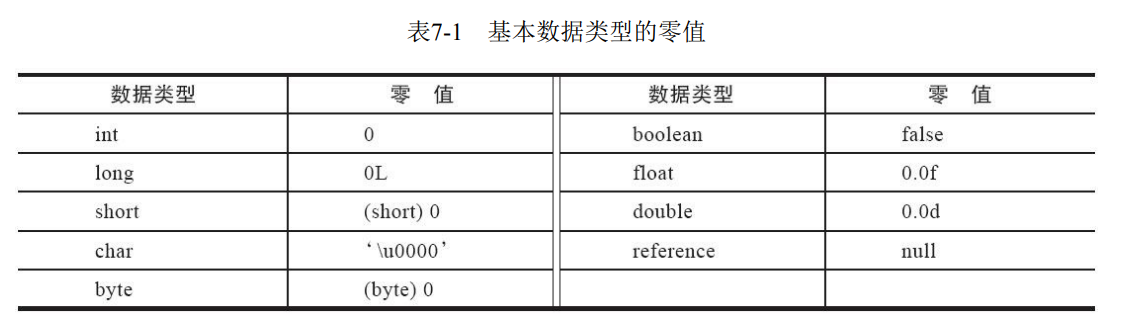 表7-1 基本数据类型的零值
数据类型 零 值 数据类型 零 值
int 0 boolean false
long 0L float 0.0f
short (short) 0 double 0.0d
char ‘\u0000’ reference null
byte (byte) 0